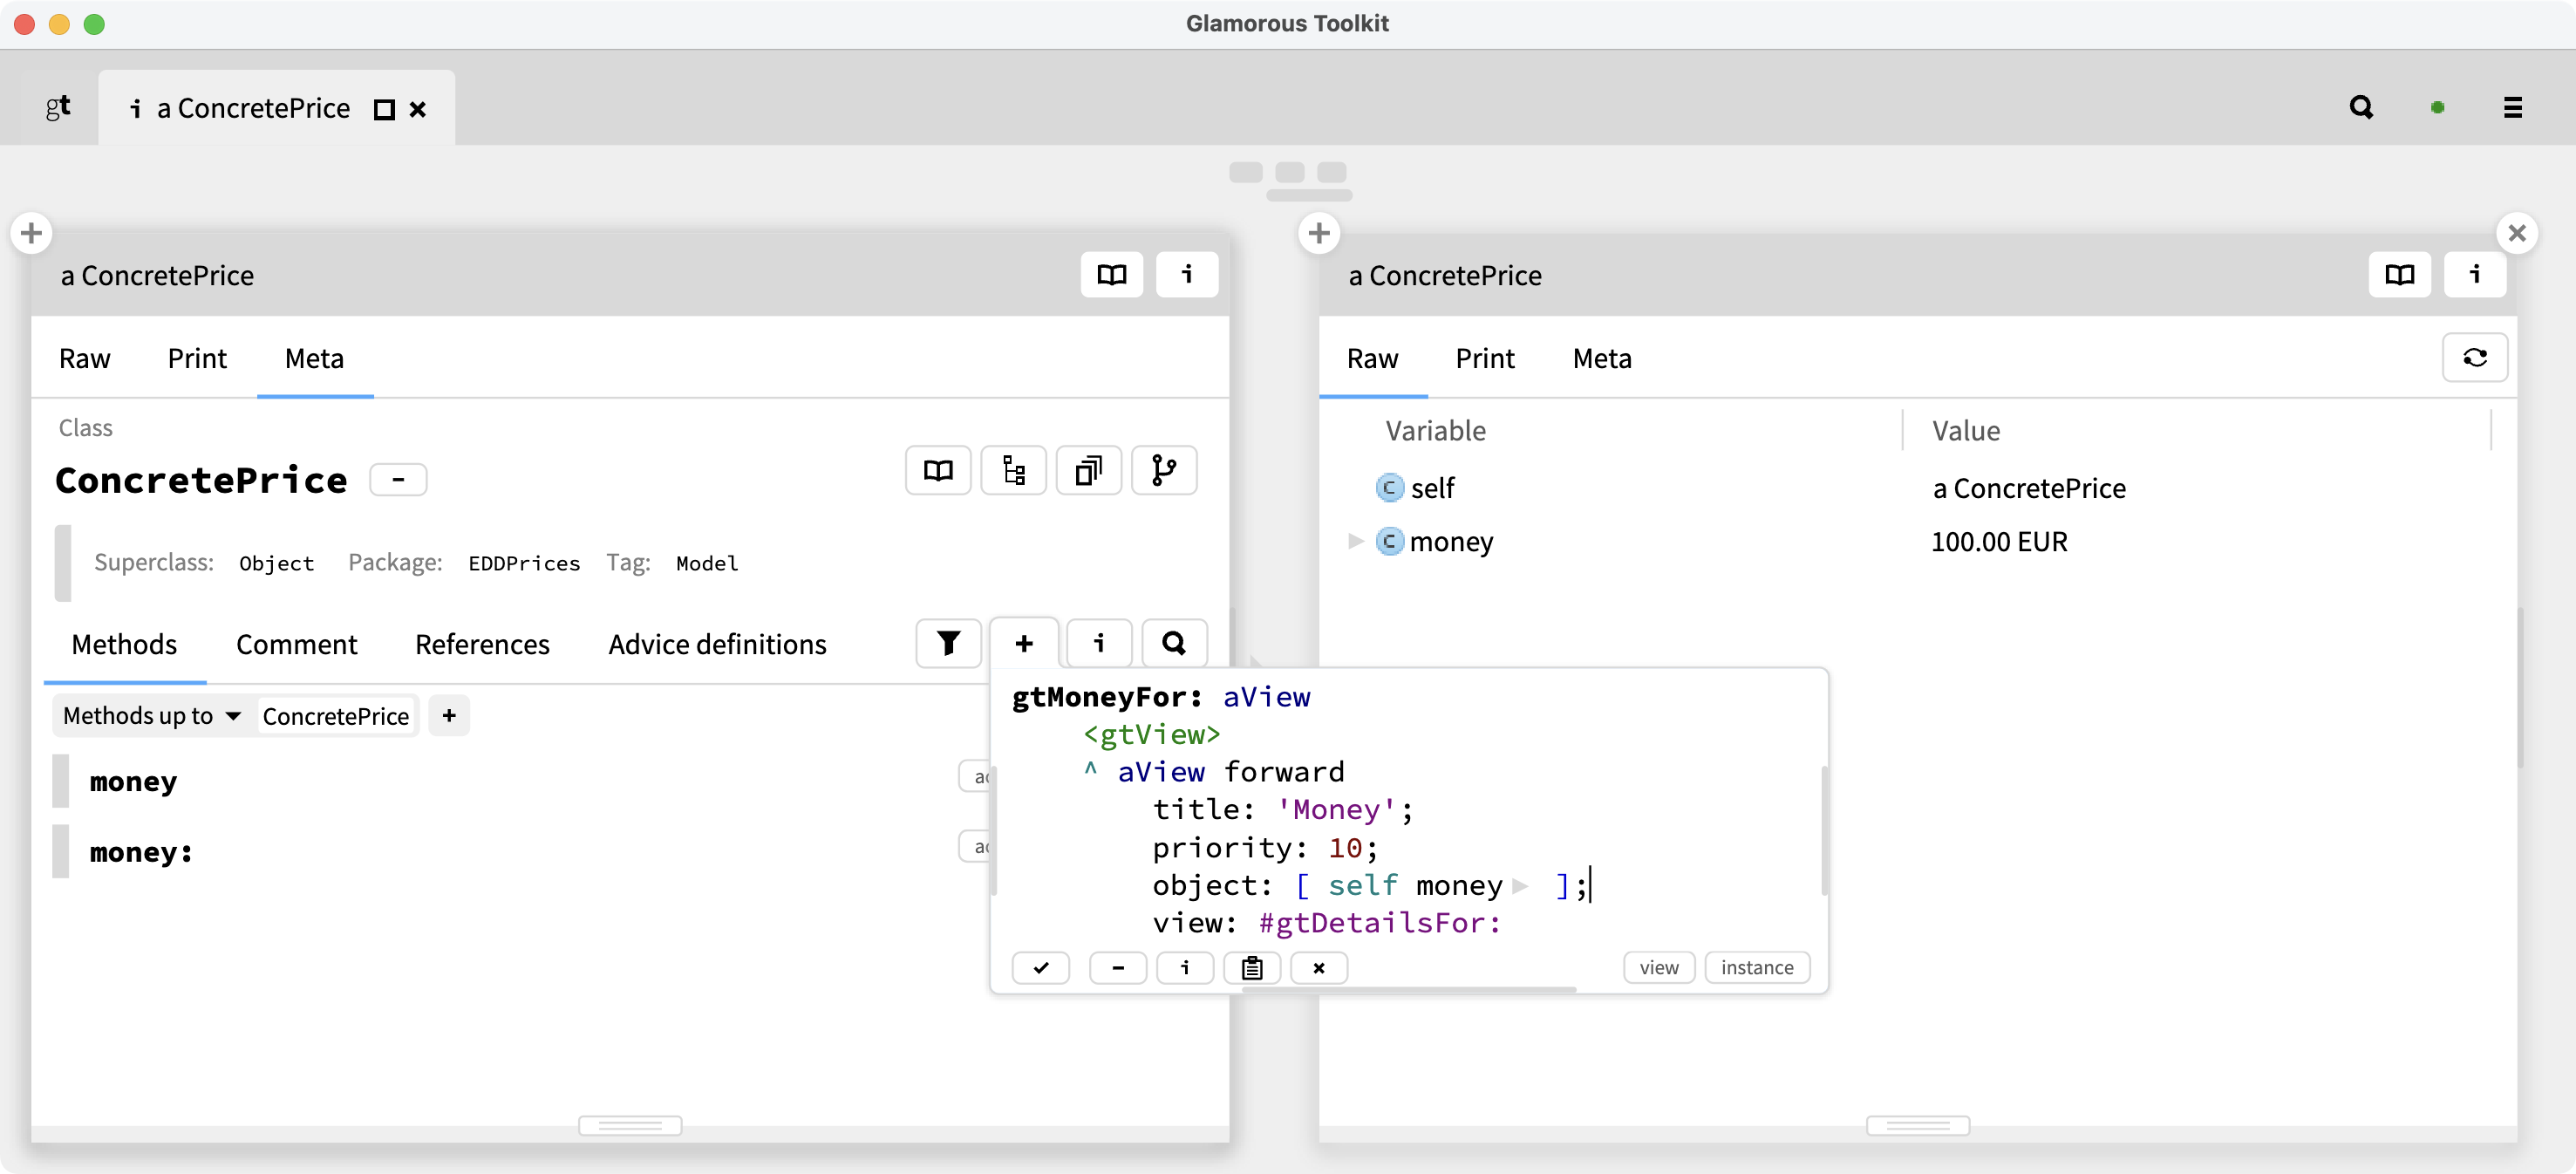 Glamorous Toolkit
gt
i a ConcretePrice
a ConcretePrice
i
Raw Print Meta
Class
ConcretePrice -
Superclass: Object Package: EDDPrices Tag: Model
Methods Comment References Advice definitions + i
Methods up to ConcretePrice +
money
money:
gtMoneyFor: aView
<gtView>
^ aView forward
title: 'Money';
priority: 10;
object: [ self money ];
view: #gtDetailsFor:
i
view instance
a ConcretePrice
i
Raw Print Meta
Variable Value
C self a ConcretePrice
C money 100.00 EUR